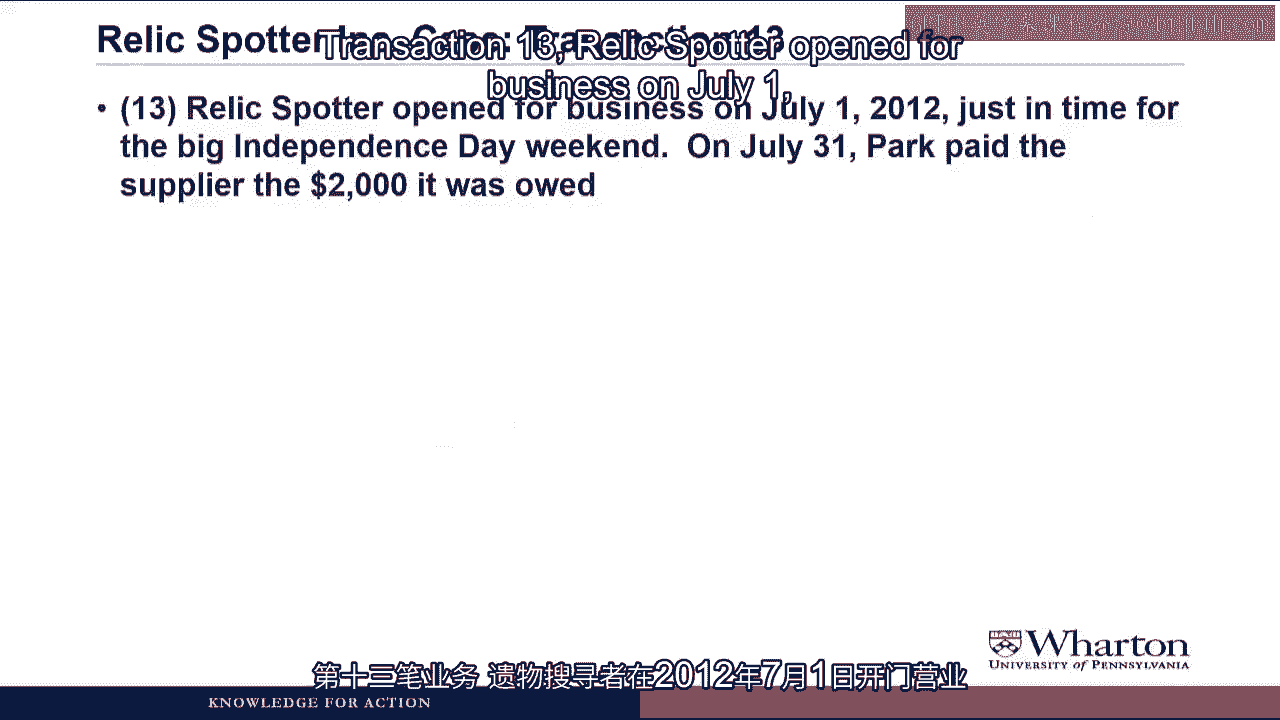 Relic Spotter Inc. Case: Transaction 13
Transaction 13, Relic Spotter opened for
business on July 1,
• (13) Relic Spotter opened for business on July 1, 2012, just in time for
the big Independence Day weekend. On July 31, Park paid the
supplier the $2,000 it was owed
Wharton
UNIVERSITY of PENNSYLVANIA
第十三笔业务 遗物搜寻者在2012年7月1日开门营业
KNOWLEDGE FOR ACTION